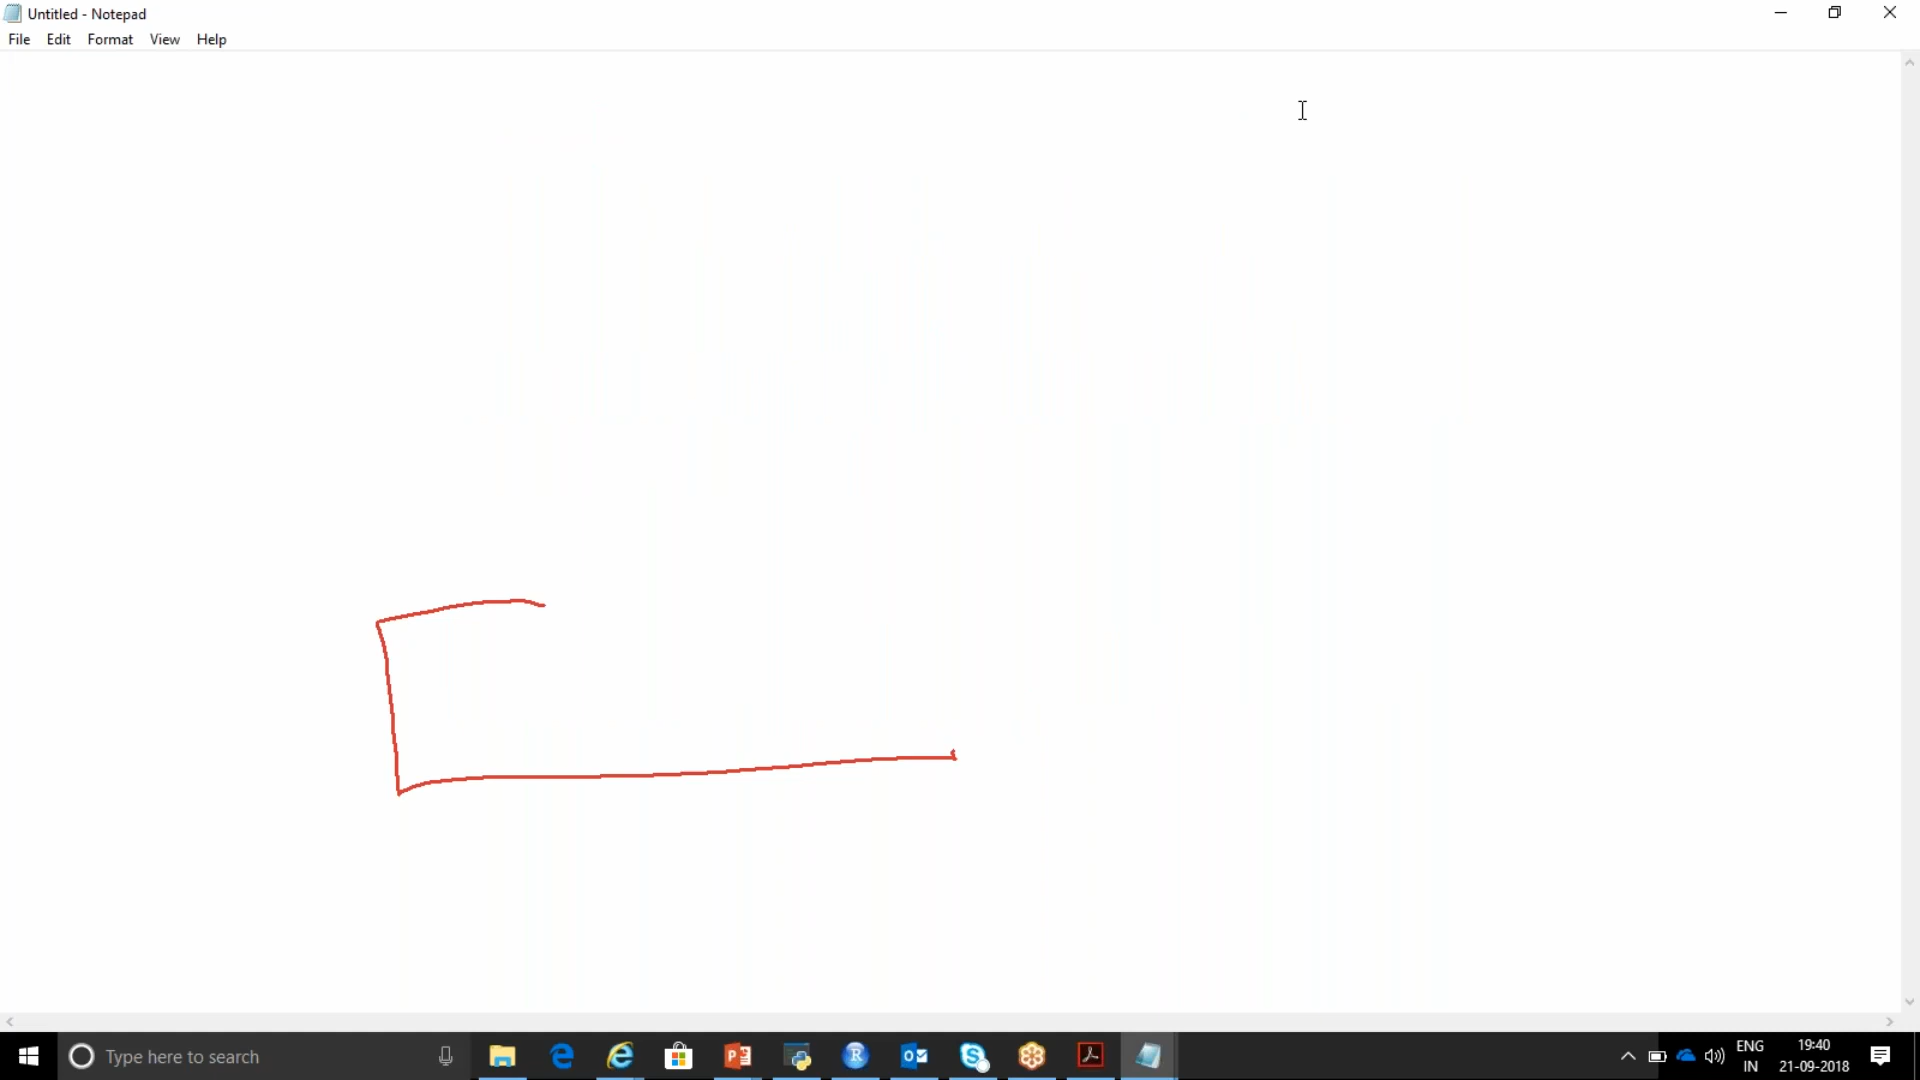 Untitled - Notepad
File Edit Format View Help
Type here to search
ENG
IN
19:40
21-09-2018